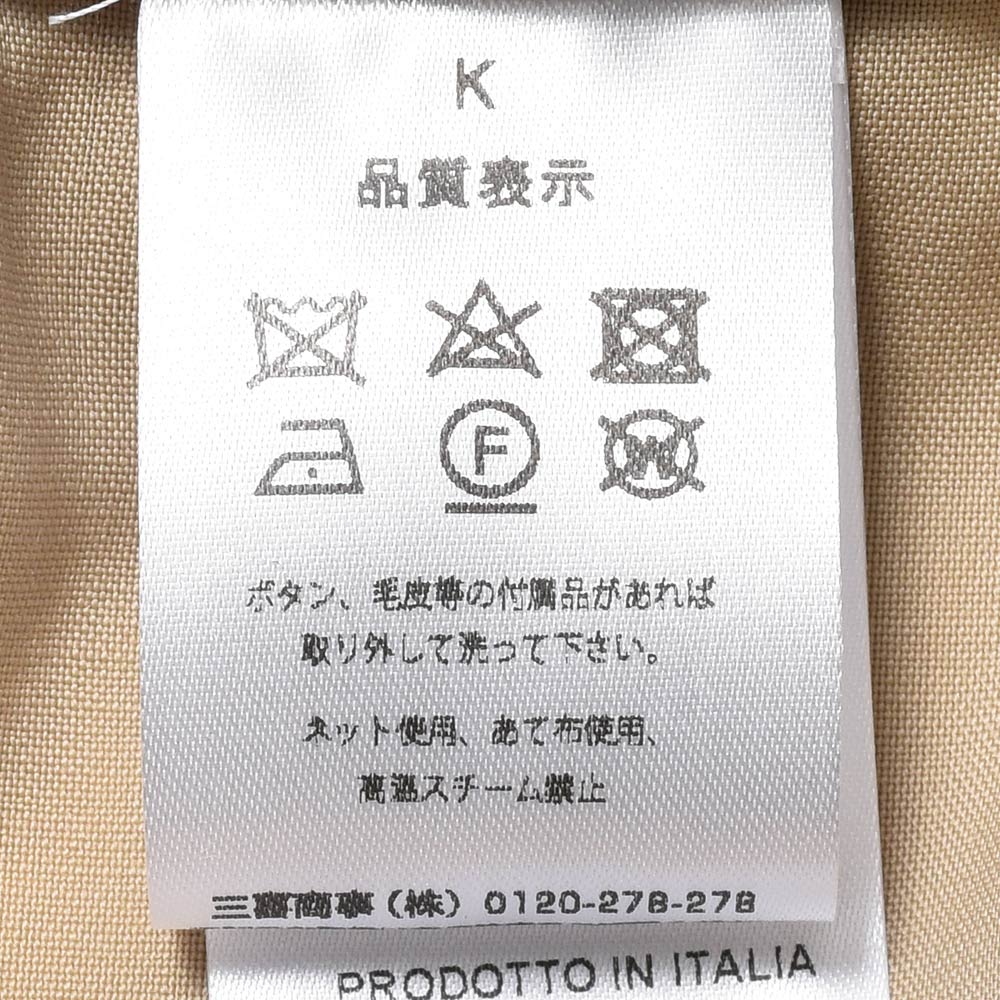 K
品質表示
F
W
ボタン、毛皮等の付属品があれば
取り外して洗って下さい。
ネット使用、あて布使用、
高温スチーム禁止
三喜商事（株）0120-278-278
PRODOTTO IN ITALIA